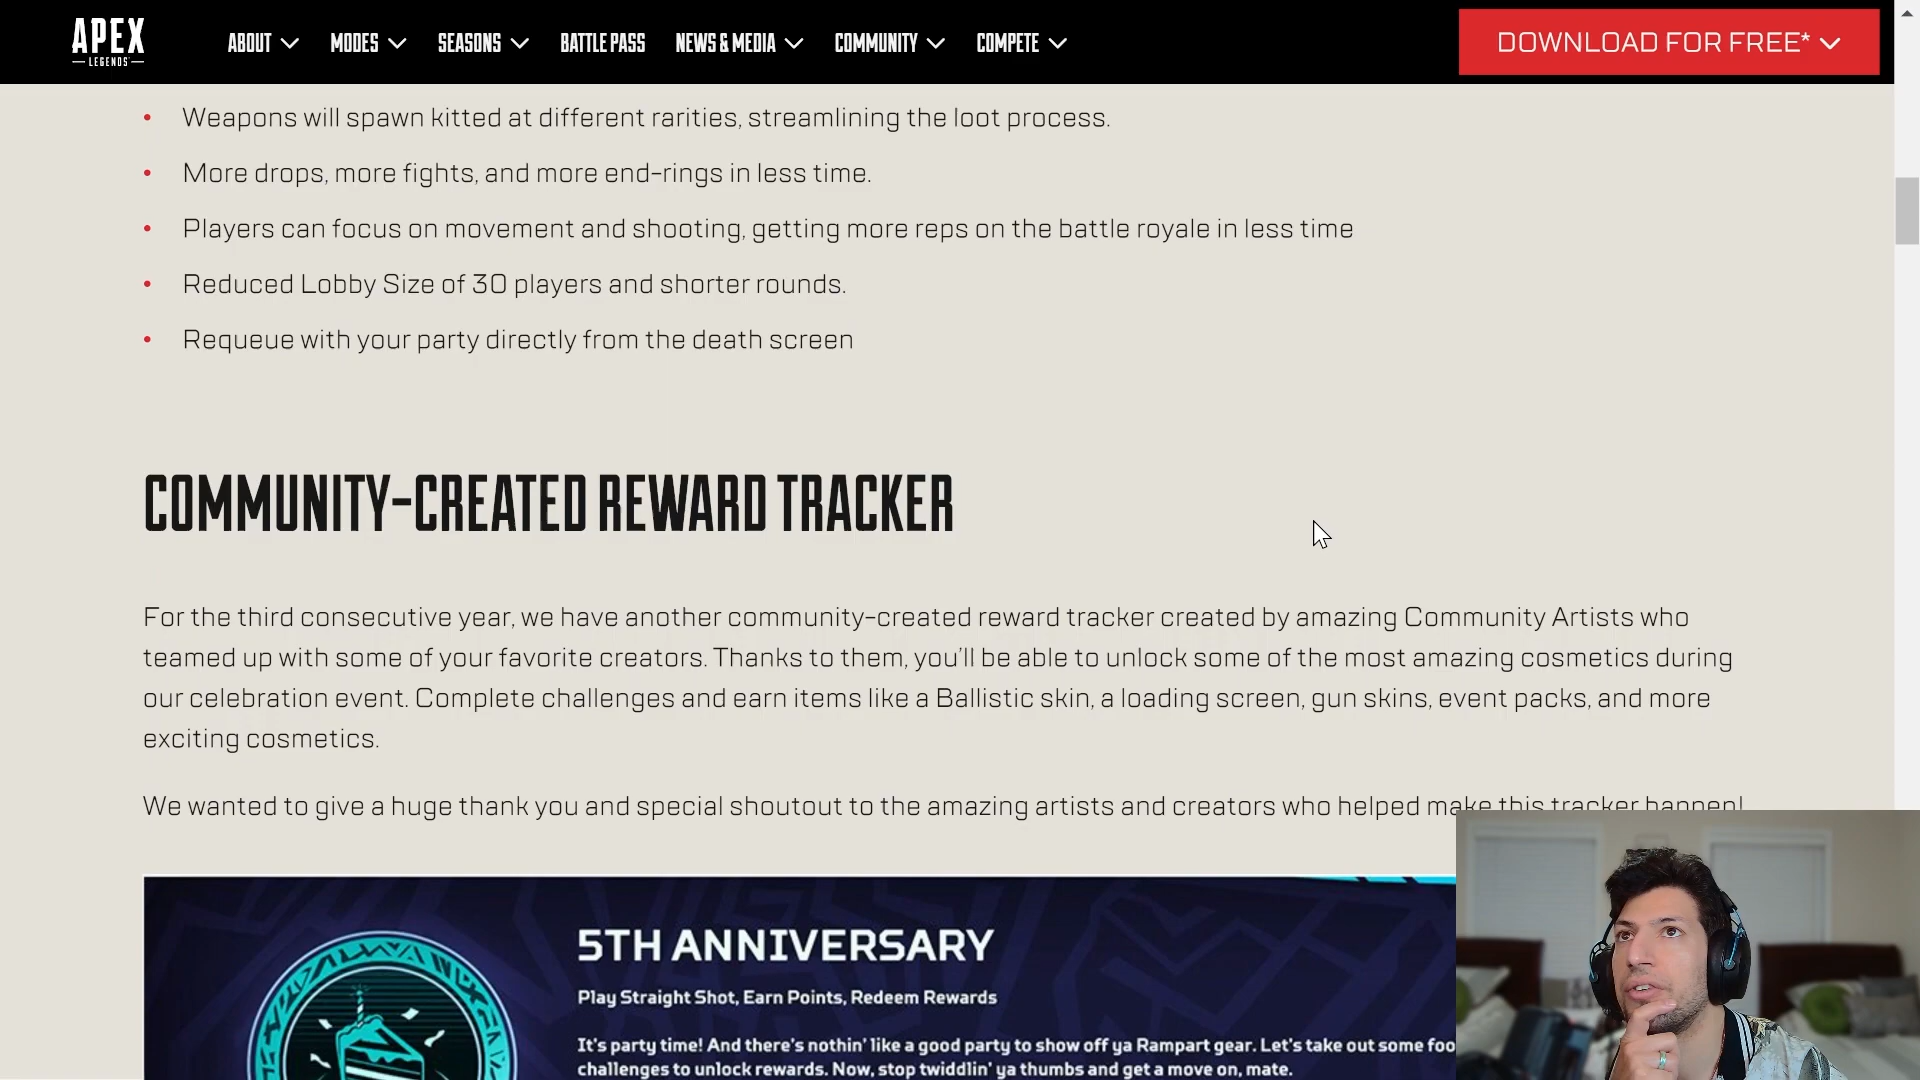 APEX
LEGENDS
ABOUT MODES SEASONS BATTLE PASS NEWS & MEDIA COMMUNITY COMPETE
DOWNLOAD FOR FREE*
• Weapons will spawn kitted at different rarities, streamlining the loot process.
• More drops, more fights, and more end-rings in less time.
• Players can focus on movement and shooting, getting more reps on the battle royale in less time
• Reduced Lobby Size of 30 players and shorter rounds.
• Requeue with your party directly from the death screen
COMMUNITY-CREATED REWARD TRACKER
For the third consecutive year, we have another community-created reward tracker created by amazing Community Artists who
teamed up with some of your favorite creators. Thanks to them, you'll be able to unlock some of the most amazing cosmetics during
our celebration event. Complete challenges and earn items like a Ballistic skin, a loading screen, gun skins, event packs, and more
exciting cosmetics.
We wanted to give a huge thank you and special shoutout to the amazing artists and creators who helped make this tracker happen!
5TH ANNIVERSARY
Play Straight Shot, Earn Points, Redeem Rewards
It's party time! And there's nothin' like a good party to show off ya Rampart gear. Let's take out some foo
challenges to unlock rewards. Now, stop twiddlin' ya thumbs and get a move on, mate.